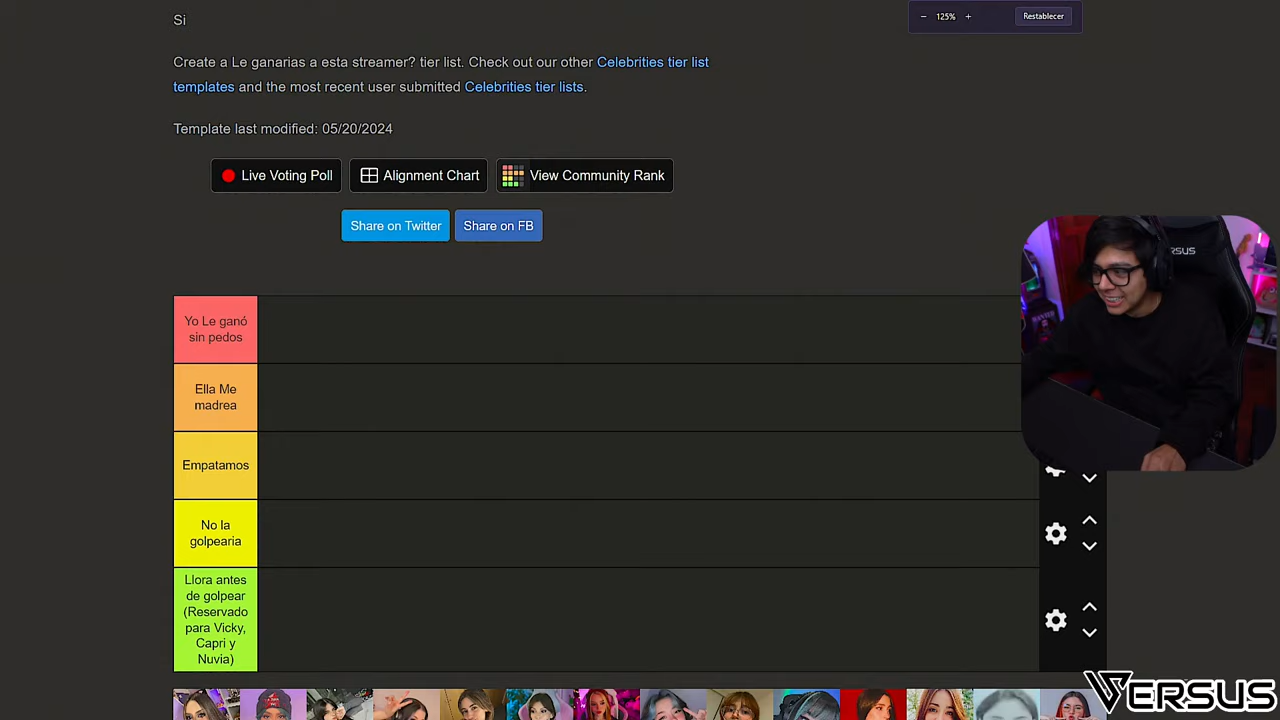 Si
125%
Restablecer
Create a Le ganarias a esta streamer? tier list. Check out our other Celebrities tier list
templates and the most recent user submitted Celebrities tier lists.
Template last modified: 05/20/2024
Live Voting Poll
Alignment Chart
View Community Rank
Share on Twitter
Share on FB
Yo Le ganó
sin pedos
Ella Me
madrea
Empatamos
No la
golpearia
Llora antes
de golpear
(Reservado
para Vicky,
Capri y
Nuvia)
RSUS
VERSUS